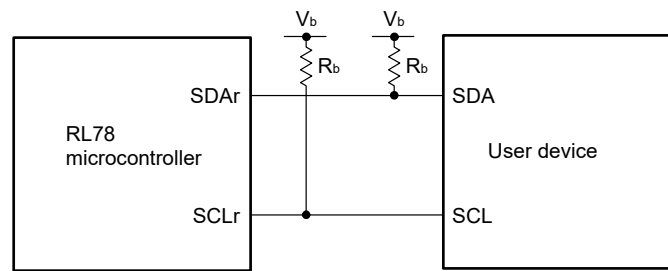 Vb Vb
Rb Rb
SDAr SDA
RL78
microcontroller
User device
SCLr SCL